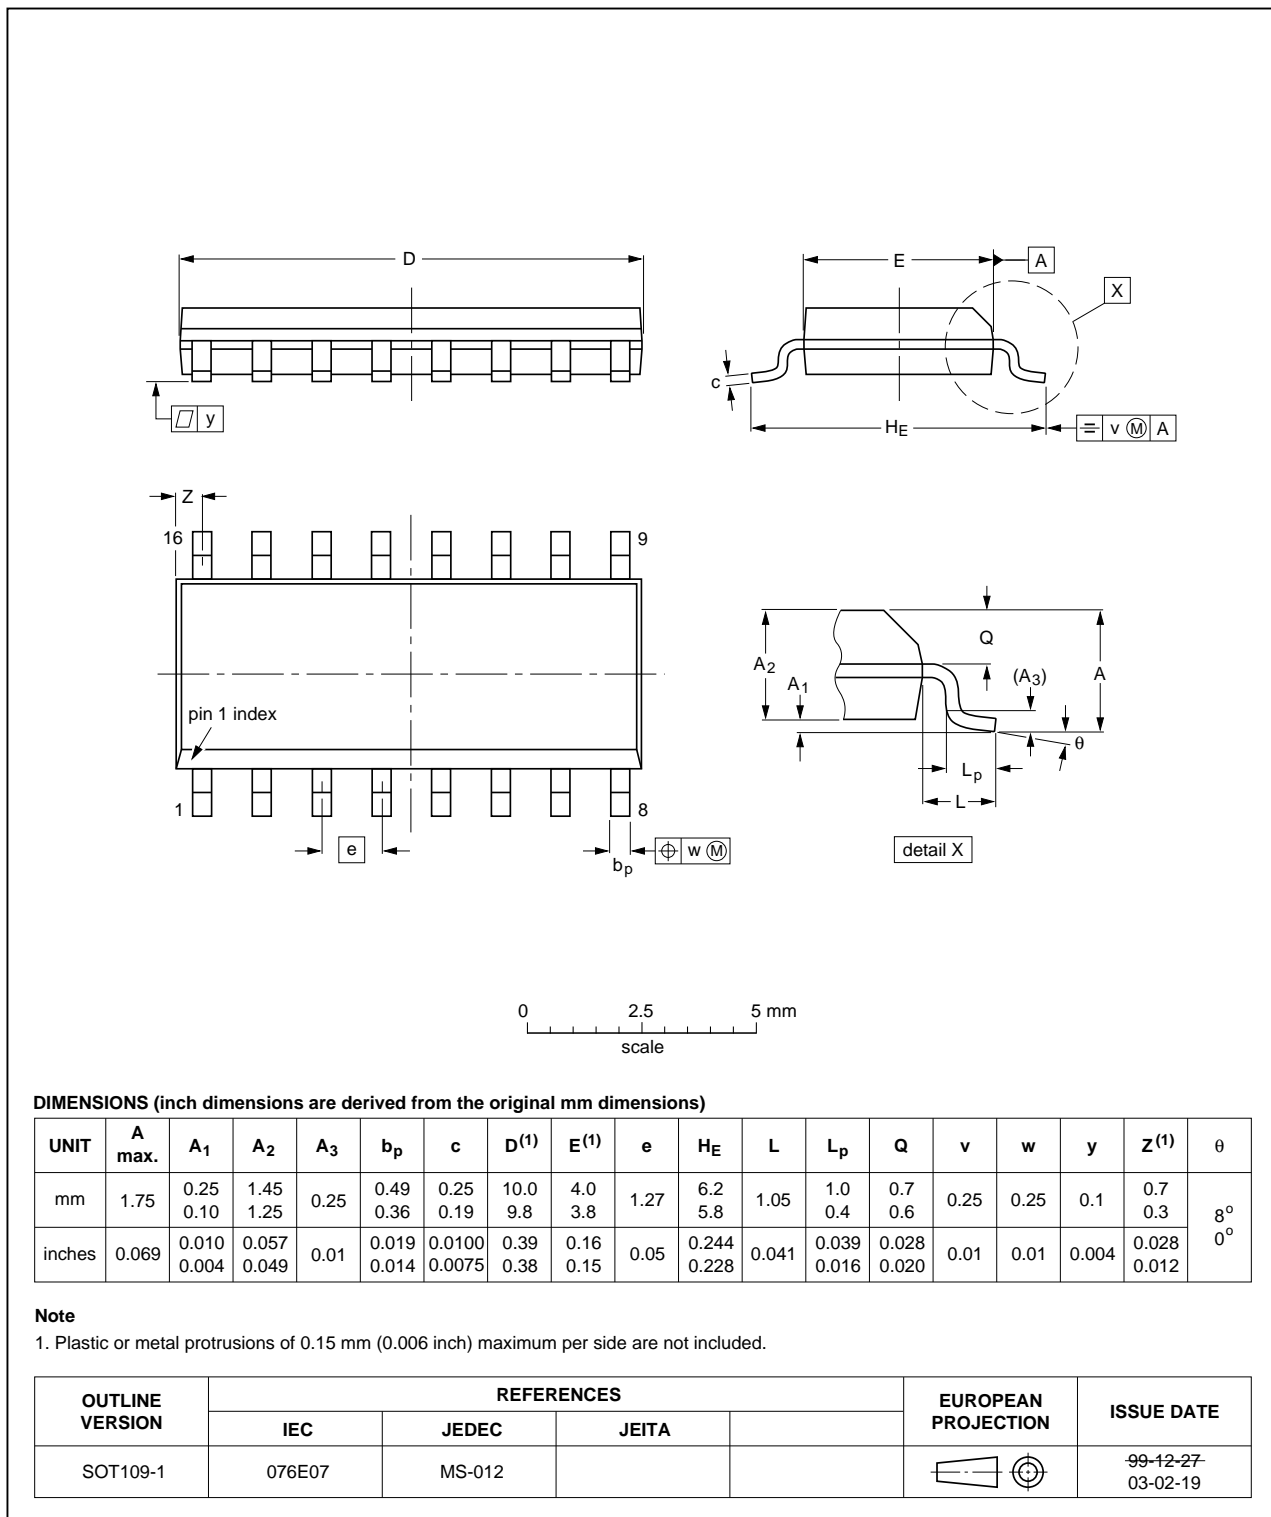 D
E
A
X
c
y
HE
v M A
Z
16
9
Q
A2
A1
(A3)
A
pin 1 index
θ
Lp
L
1
8
e
w M
bp
detail X
0 2.5 5 mm
scale
DIMENSIONS (inch dimensions are derived from the original mm dimensions)
UNIT A max. A1 A2 A3 bp c D(1) E(1) e HE L Lp Q v w y Z(1) θ
mm 1.75 0.25 0.10 1.45 1.25 0.25 0.49 0.36 0.25 0.19 10.0 9.8 4.0 3.8 1.27 6.2 5.8 1.05 1.0 0.4 0.7 0.6 0.25 0.25 0.1 0.7 0.3 8° 0°
inches 0.069 0.010 0.004 0.057 0.049 0.01 0.019 0.014 0.0100 0.0075 0.39 0.38 0.16 0.15 0.05 0.244 0.228 0.041 0.039 0.016 0.028 0.020 0.01 0.01 0.004 0.028 0.012
Note
1. Plastic or metal protrusions of 0.15 mm (0.006 inch) maximum per side are not included.
OUTLINE VERSION REFERENCES EUROPEAN PROJECTION ISSUE DATE
IEC JEDEC JEITA
SOT109-1 076E07 MS-012 99-12-27
03-02-19